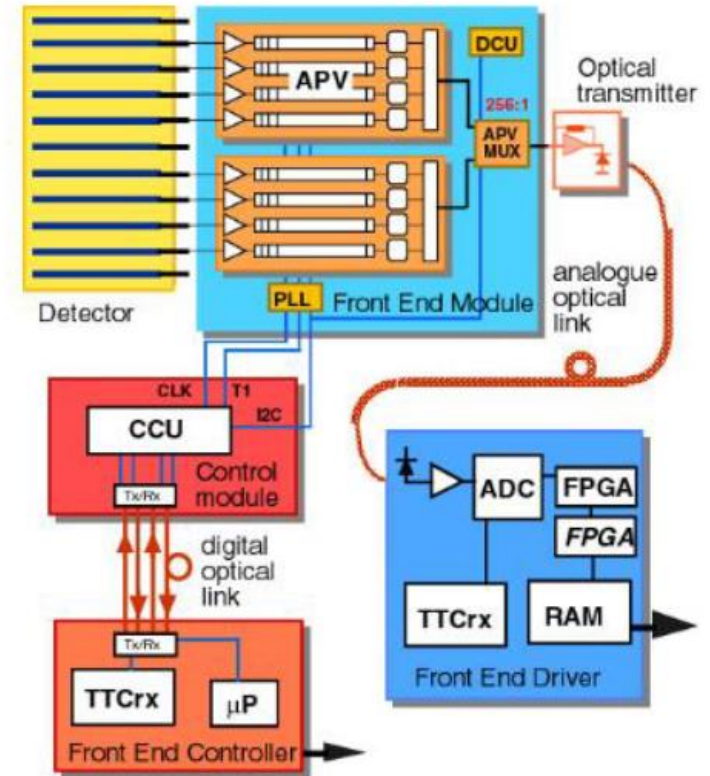 DCU
Optical
transmitter
APV
256:1
APV
MUX
analogue
optical
link
PLL
Front End Module
Detector
CLK
T1
I2C
CCU
Control
module
Tx/Rx
ADC
FPGA
FPGA
digital
optical
link
TTCrx
RAM
Tx/Rx
Front End Driver
TTCrx
µP
Front End Controller